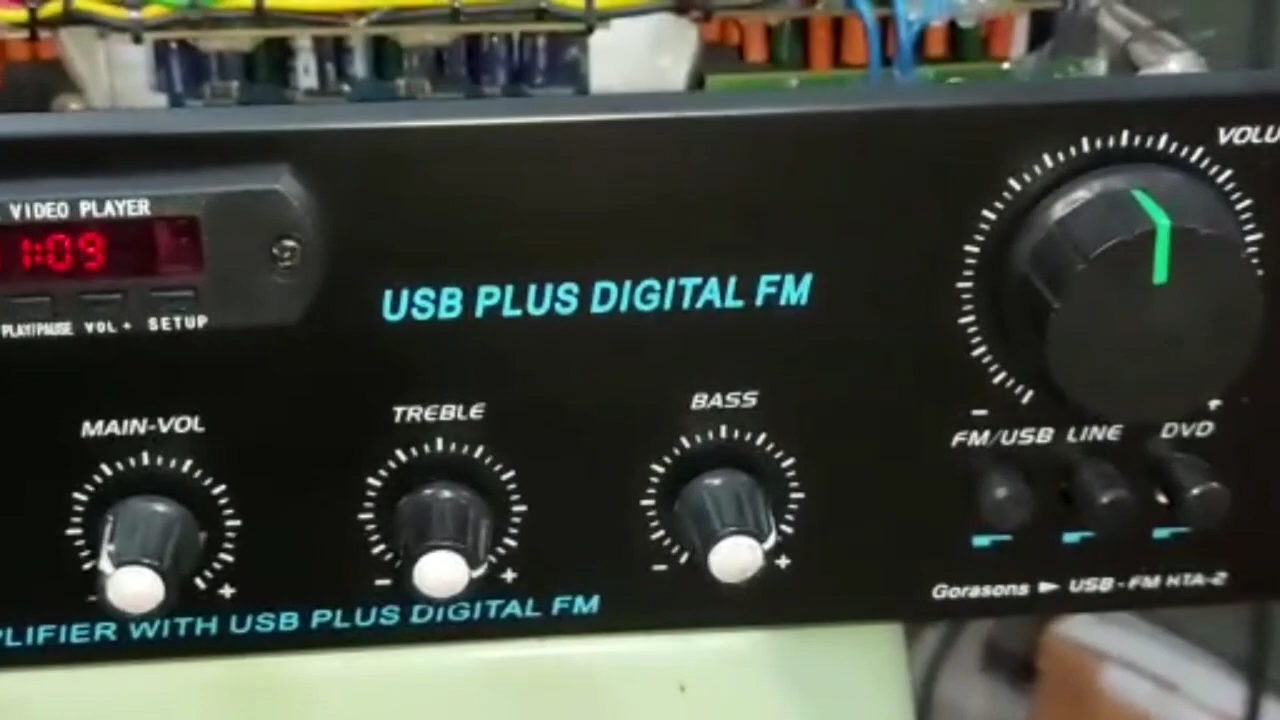 VIDEO PLAYER
1:09
PLAY/PAUSE VOL+ SETUP
USB PLUS DIGITAL FM
VOLU
MAIN-VOL
TREBLE
BASS
- +
FM/USB LINE DVD
- +
- +
- +
PLIFIER WITH USB PLUS DIGITAL FM
Gorasons ► USB-FM HTA-2